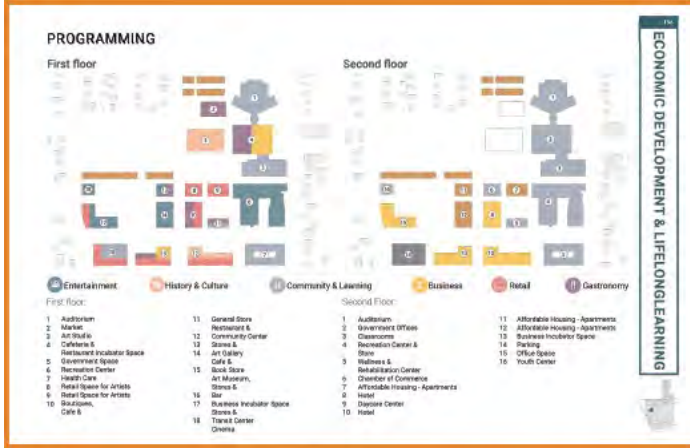 PROGRAMMING
First floor
Second floor
ECONOMIC DEVELOPMENT & LIFELONGLEARNING
Entertainment
History & Culture
Community & Learning
Business
Retail
Gastronomy
First floor:
1 Auditorium
2 Market
3 Art Studio
4 Cafeteria &
Restaurant Incubator Space
5 Government Space
6 Recreation Center
7 Health Care
8 Retail Space for Artists
9 Retail Space for Artists
10 Boutiques,
Cafe &
11 General Store
Restaurant &
12 Community Center
13 Stores &
14 Art Gallery
Cafe &
15 Book Store
Art Museum,
Stores &
16 Bar
17 Business Incubator Space
Stores &
18 Transit Center
Cinema
Second Floor:
1 Auditorium
2 Government Offices
3 Classrooms
4 Recreation Center &
Store
5 Wellness &
Rehabilitation Center
6 Chamber of Commerce
7 Affordable Housing - Apartments
8 Hotel
9 Daycare Center
10 Hotel
11 Affordable Housing - Apartments
12 Affordable Housing - Apartments
13 Business Incubator Space
14 Parking
15 Office Space
16 Youth Center